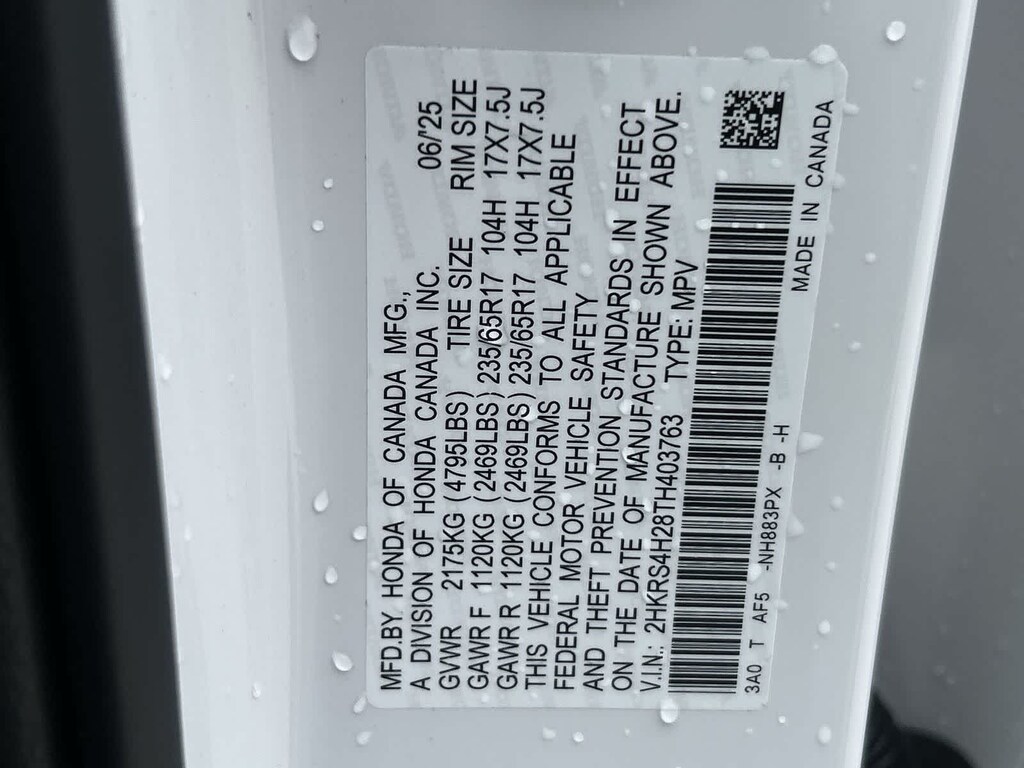 MFD.BY. HONDA OF CANADA MFG., 06/'25
A DIVISION OF HONDA CANADA INC.
GVWR 2175KG (4795LBS) TIRE SIZE RIM SIZE
GAWR F 1120KG (2469LBS) 235/65R17 104H 17X7.5J
GAWR R 1120KG (2469LBS) 235/65R17 104H 17X7.5J
THIS VEHICLE CONFORMS TO ALL APPLICABLE
FEDERAL MOTOR VEHICLE SAFETY
AND THEFT PREVENTION STANDARDS IN EFFECT
ON THE DATE OF MANUFACTURE SHOWN ABOVE.
V.I.N.: 2HKRS4H28TH403763 TYPE: MPV
3A0 T AF5 -NH883PX -B -H
MADE IN CANADA